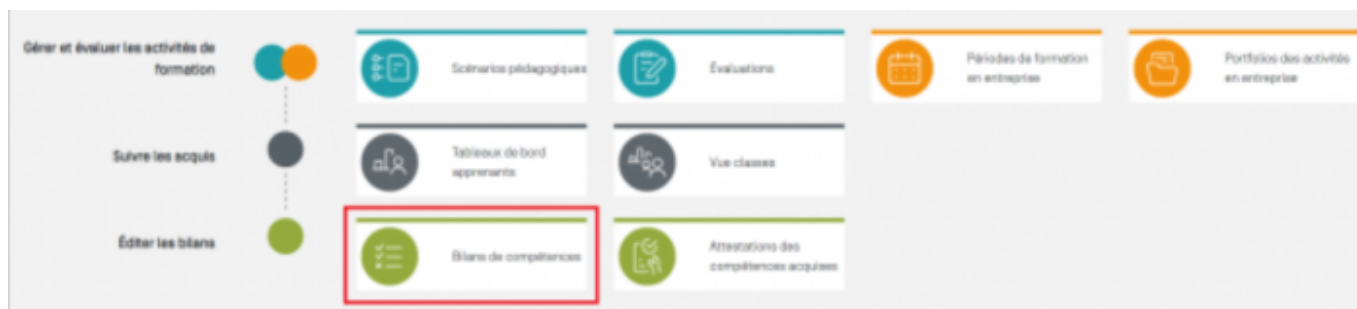 Gérer et évaluer les activités de
formation
Scénarios pédagogiques
Évaluations
Périodes de formation
en entreprise
Portfolios des activités
en entreprise
Suivre les acquis
Tableaux de bord
apprenants
Vue classes
Éditer les bilans
Bilans de compétences
Attestations des
compétences acquises